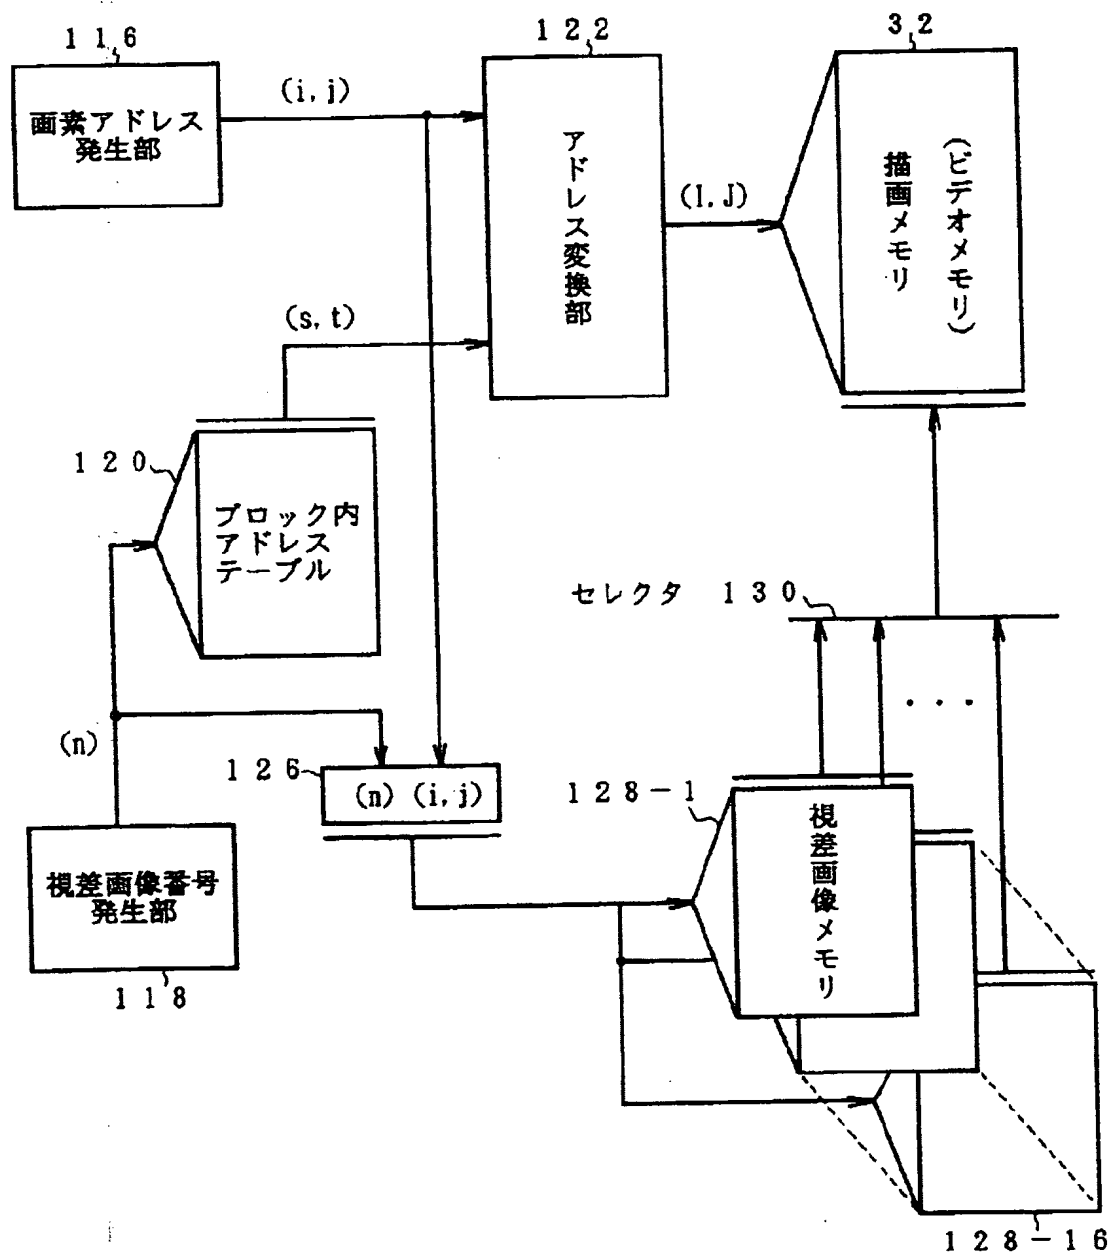 116
画素アドレス
発生部
(i,j)
122
アドレス変換部
(I,J)
32
描画メモリ
(ビデオメモリ)
(s,t)
120
ブロック内
アドレス
テーブル
セレクタ 130
・・・
(n)
126
(n) (i,j)
128-1
視差画像メモリ
視差画像番号
発生部
118
128-16